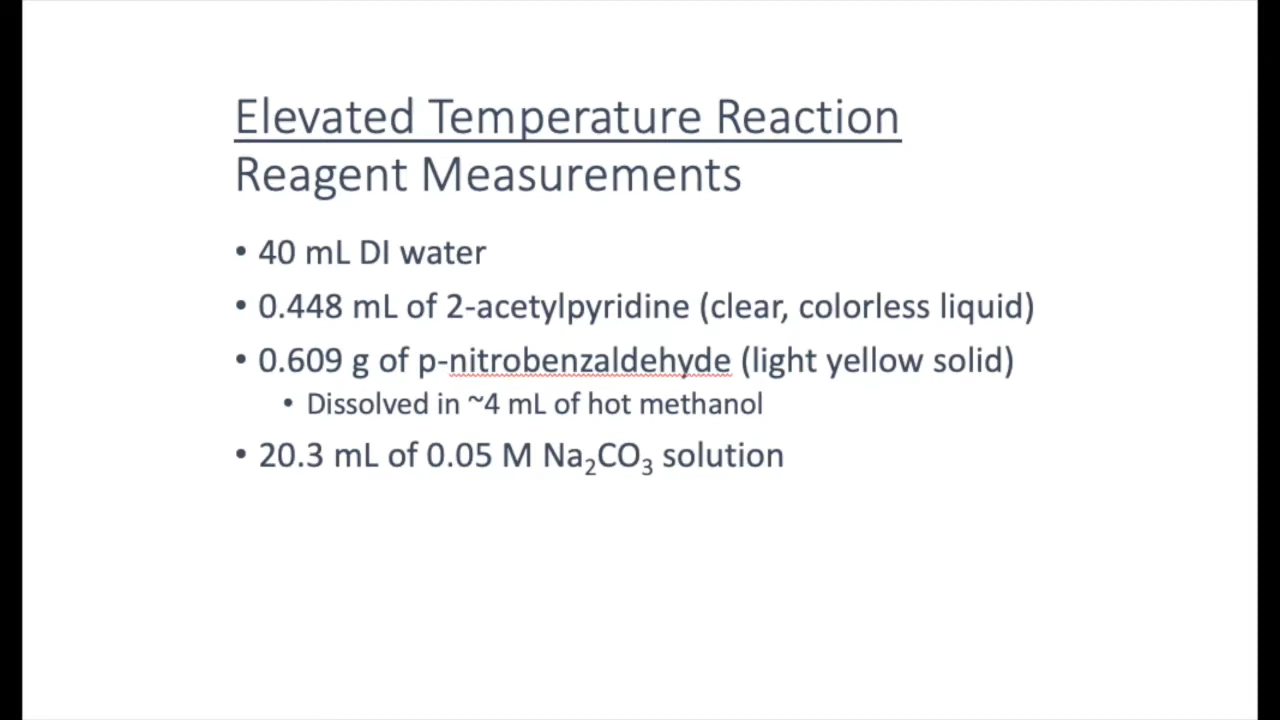 Elevated Temperature Reaction
Reagent Measurements
• 40 mL DI water
• 0.448 mL of 2-acetylpyridine (clear, colorless liquid)
• 0.609 g of p-nitrobenzaldehyde (light yellow solid)
• Dissolved in ~4 mL of hot methanol
• 20.3 mL of 0.05 M Na₂CO₃ solution